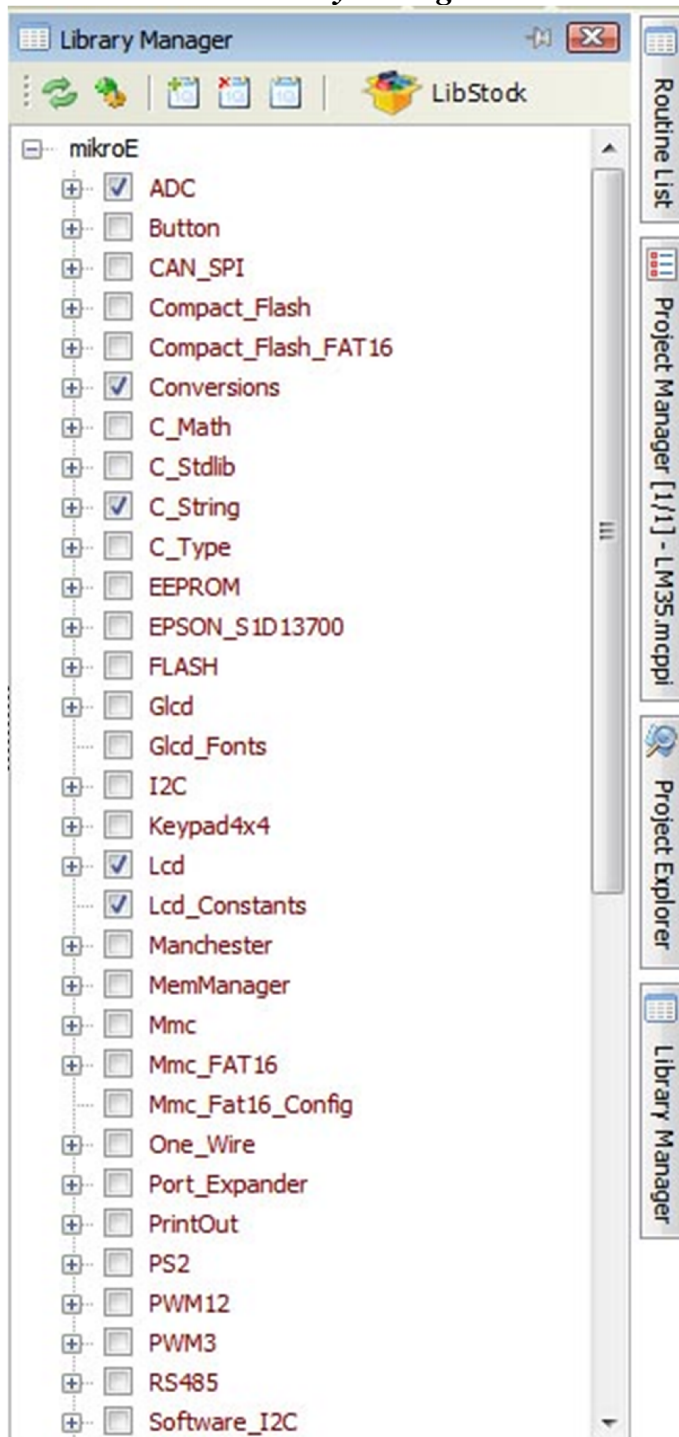 Library Manager
LibStock
mikroE
ADC
Button
CAN_SPI
Compact_Flash
Compact_Flash_FAT16
Conversions
C_Math
C_Stdlib
C_String
C_Type
EEPROM
EPSON_S1D13700
FLASH
Glcd
Glcd_Fonts
I2C
Keypad4x4
Lcd
Lcd_Constants
Manchester
MemManager
Mmc
Mmc_FAT16
Mmc_Fat16_Config
One_Wire
Port_Expander
PrintOut
PS2
PWM12
PWM3
RS485
Software_I2C
Routine List
Project Manager [1/1] - LM35.mcppi
Project Explorer
Library Manager